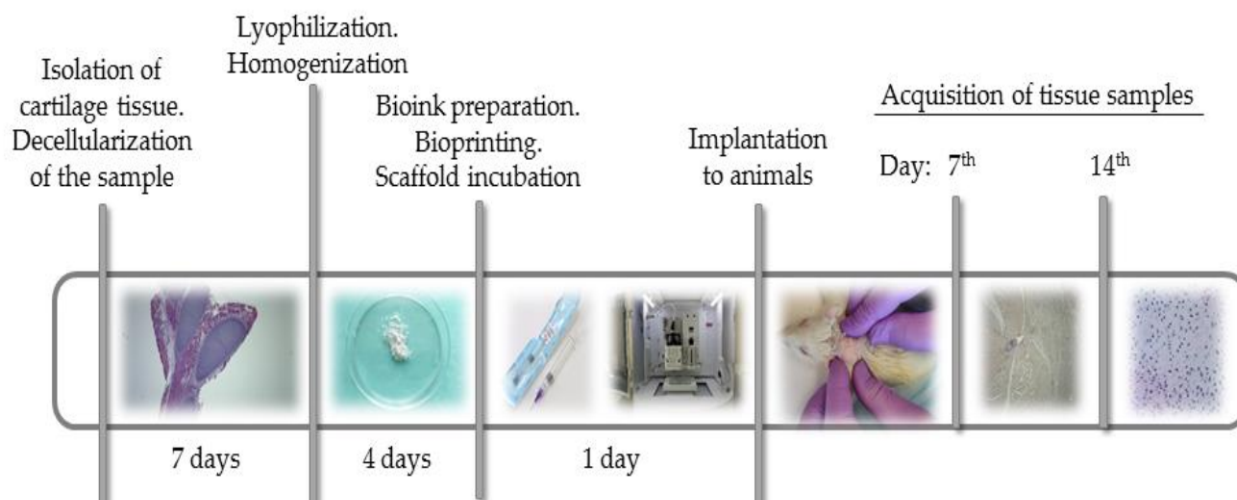 Isolation of
cartilage tissue.
Decellularization
of the sample
Lyophilization.
Homogenization
Bioink preparation.
Bioprinting.
Scaffold incubation
Implantation
to animals
Acquisition of tissue samples
Day: 7th 14th
7 days 4 days 1 day